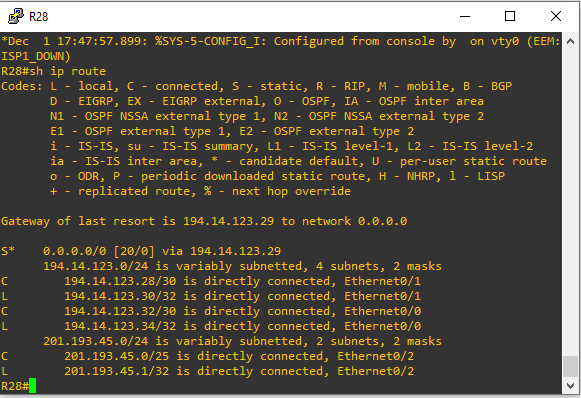 R28
*Dec  1 17:47:57.899: %SYS-5-CONFIG_I: Configured from console by  on vty0 (EEM:
ISP1_DOWN)
R28#sh ip route
Codes: L - local, C - connected, S - static, R - RIP, M - mobile, B - BGP
       D - EIGRP, EX - EIGRP external, O - OSPF, IA - OSPF inter area
       N1 - OSPF NSSA external type 1, N2 - OSPF NSSA external type 2
       E1 - OSPF external type 1, E2 - OSPF external type 2
       i - IS-IS, su - IS-IS summary, L1 - IS-IS level-1, L2 - IS-IS level-2
       ia - IS-IS inter area, * - candidate default, U - per-user static route
       o - ODR, P - periodic downloaded static route, H - NHRP, l - LISP
       + - replicated route, % - next hop override
Gateway of last resort is 194.14.123.29 to network 0.0.0.0
S*    0.0.0.0/0 [20/0] via 194.14.123.29
      194.14.123.0/24 is variably subnetted, 4 subnets, 2 masks
C        194.14.123.28/30 is directly connected, Ethernet0/1
L        194.14.123.30/32 is directly connected, Ethernet0/1
C        194.14.123.32/30 is directly connected, Ethernet0/0
L        194.14.123.34/32 is directly connected, Ethernet0/0
      201.193.45.0/24 is variably subnetted, 2 subnets, 2 masks
C        201.193.45.0/25 is directly connected, Ethernet0/2
L        201.193.45.1/32 is directly connected, Ethernet0/2
R28#